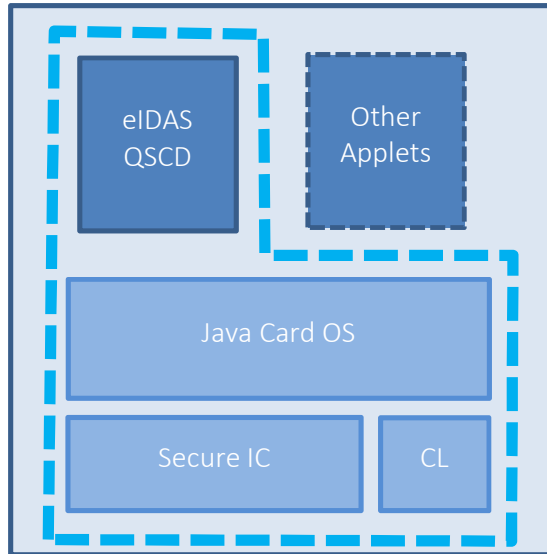 eIDAS
QSCD
Other
Applets
Java Card OS
Secure IC
CL